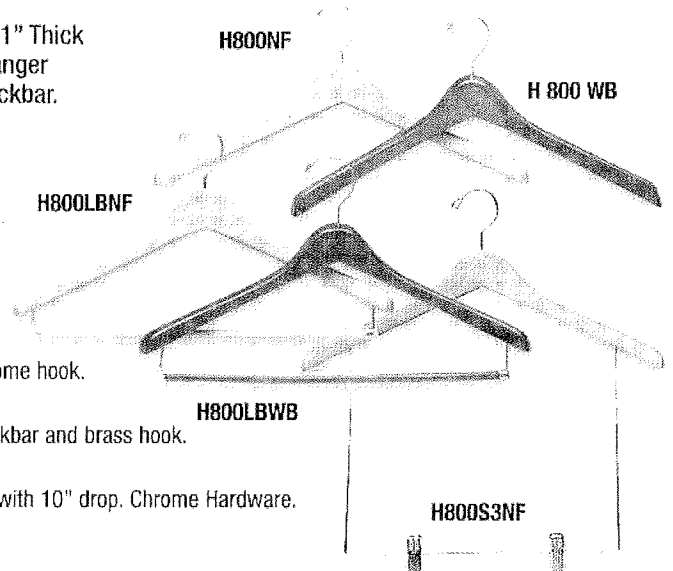 1" Thick
anger
ckbar.
H800NF
H 800 WB
H800LBNF
ome hook.
H800LBWB
kbar and brass hook.
with 10" drop. Chrome Hardware.
H800S3NF